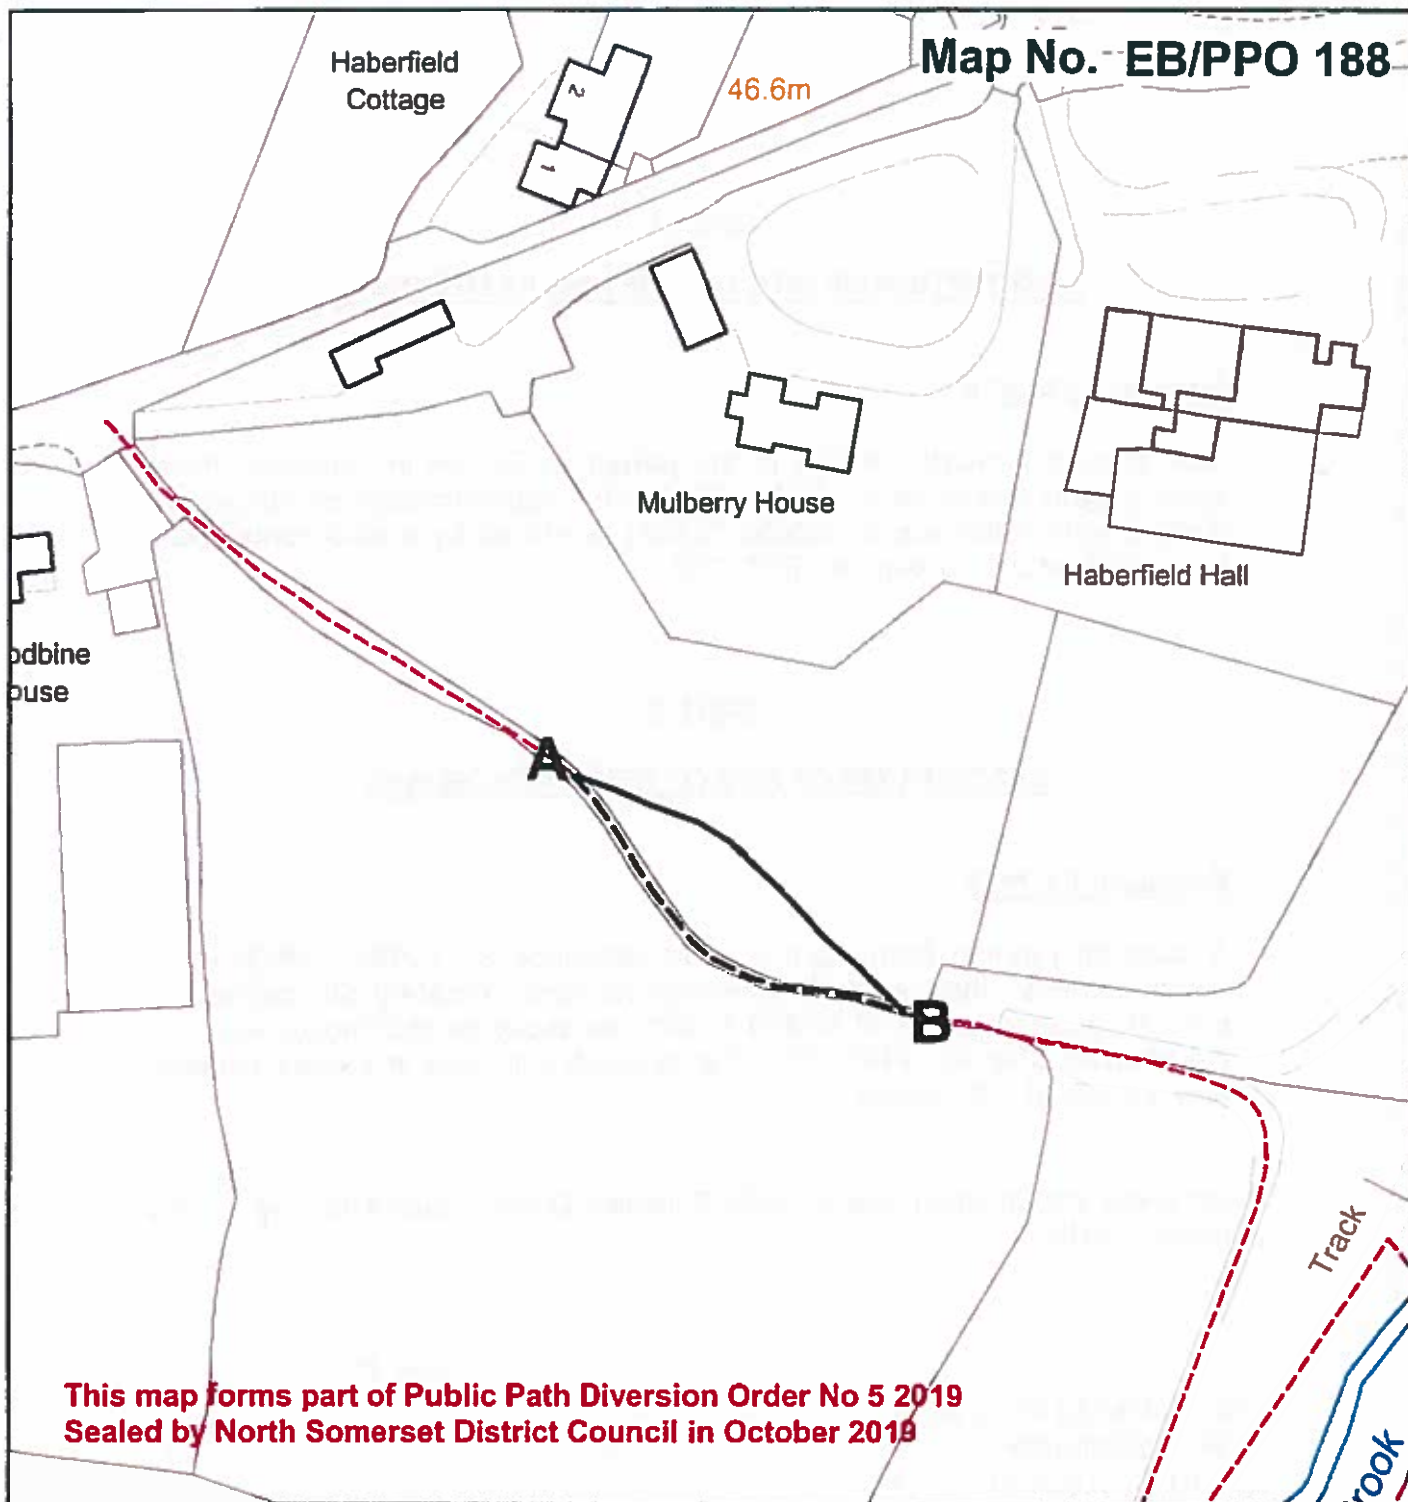 Map No. EB/PPO 188
Haberfield
Cottage
46.6m
2
1
Mulberry House
Haberfield Hall
odbine
ouse
A
B
Track
This map forms part of Public Path Diversion Order No 5 2019
Sealed by North Somerset District Council in October 2019
rook